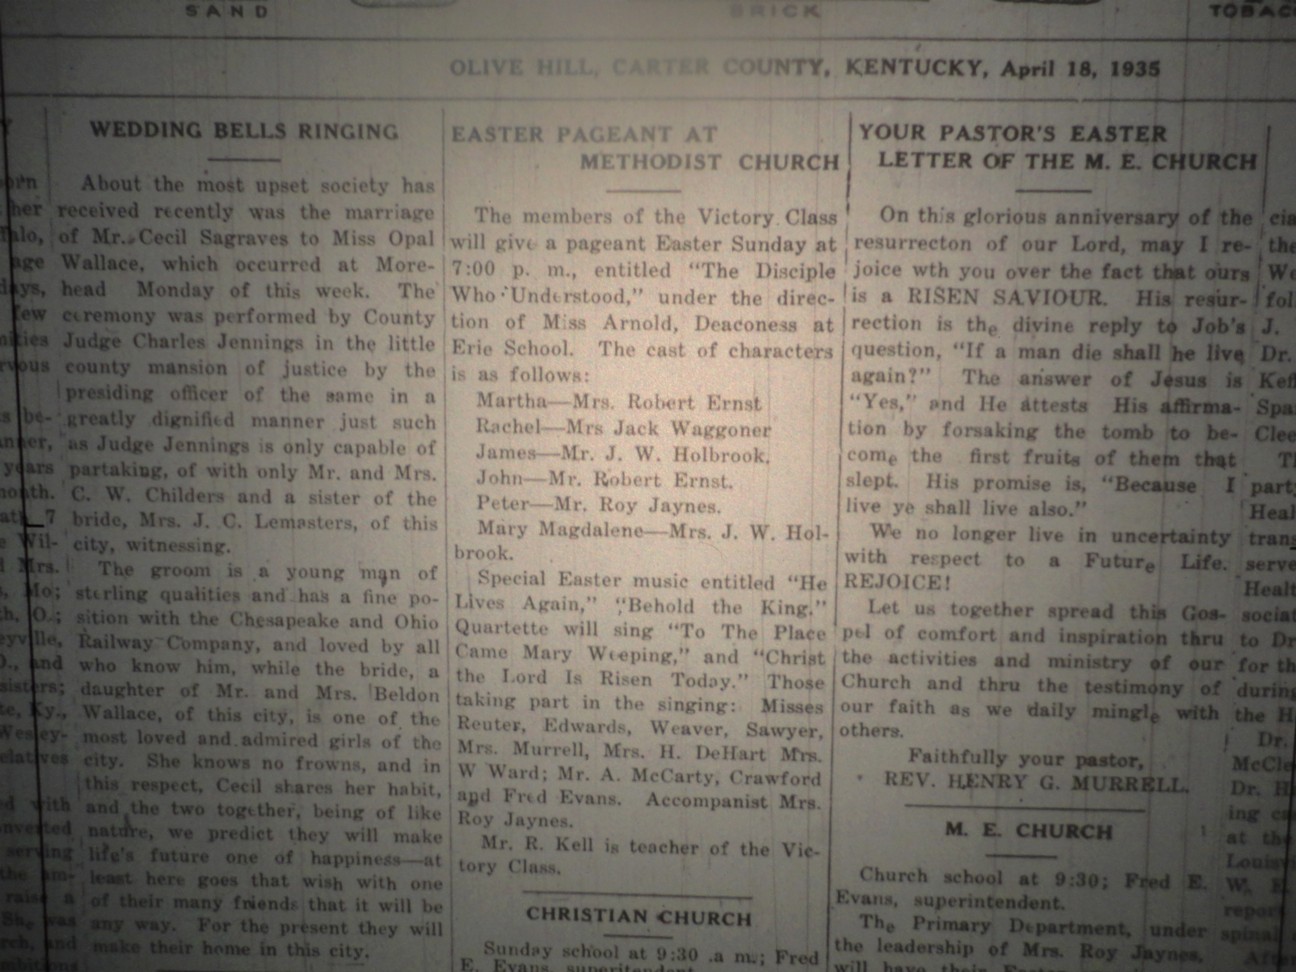 SAND
BRICK
OLIVE HILL, CARTER COUNTY, KENTUCKY, April 18, 1935
WEDDING BELLS RINGING
About the most upset society has
received recently was the marriage
of Mr. Cecil Sagraves to Miss Opal
Wallace, which occurred at More-
head Monday of this week. The
ceremony was performed by County
Judge Charles Jennings in the little
county mansion of justice by the
presiding officer of the same in a
greatly dignified manner just such
as Judge Jennings is only capable of
partaking, of with only Mr. and Mrs.
C. W. Childers and a sister of the
bride, Mrs. J. C. Lemasters, of this
city, witnessing.
The groom is a young man of
sterling qualities and has a fine po-
sition with the Chesapeake and Ohio
Railway Company, and loved by all
who know him, while the bride, a
daughter of Mr. and Mrs. Beldon
Wallace, of this city, is one of the
most loved and admired girls of the
city. She knows no frowns, and in
this respect, Cecil shares her habit,
and the two together, being of like
nature, we predict they will make
life's future one of happiness—at
least here goes that wish with one
of their many friends that it will be
any way. For the present they will
make their home in this city.
EASTER PAGEANT AT
METHODIST CHURCH
The members of the Victory Class
will give a pageant Easter Sunday at
7:00 p. m., entitled "The Disciple
Who Understood," under the direc-
tion of Miss Arnold, Deaconess at
Erie School. The cast of characters
is as follows:
Martha—Mrs. Robert Ernst
Rachel—Mrs Jack Waggoner
James—Mr. J. W. Holbrook.
John—Mr. Robert Ernst.
Peter—Mr. Roy Jaynes.
Mary Magdalene—Mrs. J. W. Hol-
brook.
Special Easter music entitled "He
Lives Again," "Behold the King."
Quartette will sing "To The Place
Came Mary Weeping," and "Christ
the Lord Is Risen Today." Those
taking part in the singing: Misses
Reuter, Edwards, Weaver, Sawyer,
Mrs. Murrell, Mrs. H. DeHart Mrs.
W Ward; Mr. A. McCarty, Crawford
and Fred Evans. Accompanist Mrs.
Roy Jaynes.
Mr. R. Kell is teacher of the Vic-
tory Class.
CHRISTIAN CHURCH
Sunday school at 9:30 .a m.; Fred
E. Evans, superintendent.
YOUR PASTOR'S EASTER
LETTER OF THE M. E. CHURCH
On this glorious anniversary of the
resurrecton of our Lord, may I re-
joice wth you over the fact that ours
is a RISEN SAVIOUR. His resur-
rection is the divine reply to Job's
question, "If a man die shall he live
again?" The answer of Jesus is
"Yes," and He attests His affirma-
tion by forsaking the tomb to be-
come the first fruits of them that
slept. His promise is, "Because I
live ye shall live also."
We no longer live in uncertainty
with respect to a Future Life.
REJOICE!
Let us together spread this Gos-
pel of comfort and inspiration thru
the activities and ministry of our
Church and thru the testimony of
our faith as we daily mingle with the
others.
Faithfully your pastor,
REV. HENRY G. MURRELL.
M. E. CHURCH
Church school at 9:30; Fred E.
Evans, superintendent.
The Primary Department, under
the leadership of Mrs. Roy Jaynes,
will have their Easter